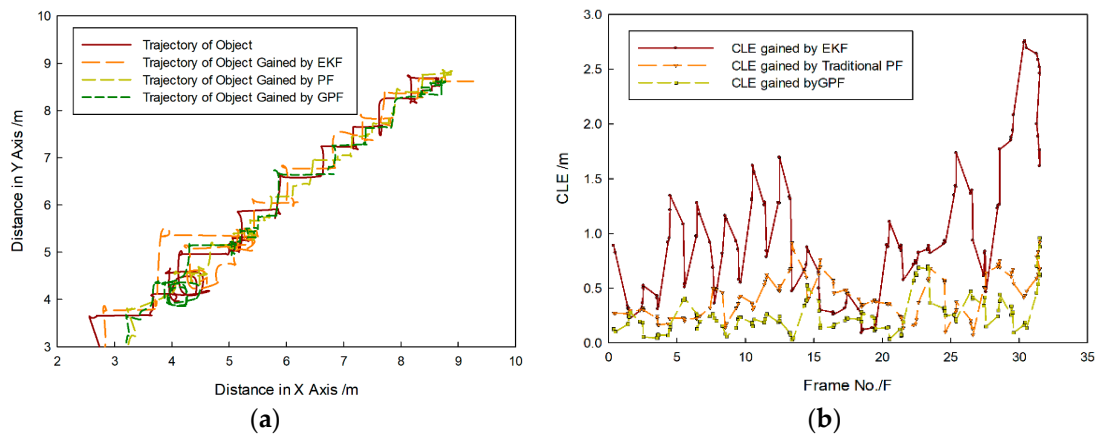 10
9
8
7
6
5
4
3
Distance in Y Axis /m
Trajectory of Object
Trajectory of Object Gained by EKF
Trajectory of Object Gained by PF
Trajectory of Object Gained by GPF
2 3 4 5 6 7 8 9 10
Distance in X Axis /m
(a)
3.0
2.5
2.0
1.5
1.0
0.5
0.0
CLE /m
CLE gained by EKF
CLE gained by Traditional PF
CLE gained byGPF
0 5 10 15 20 25 30 35
Frame No./F
(b)